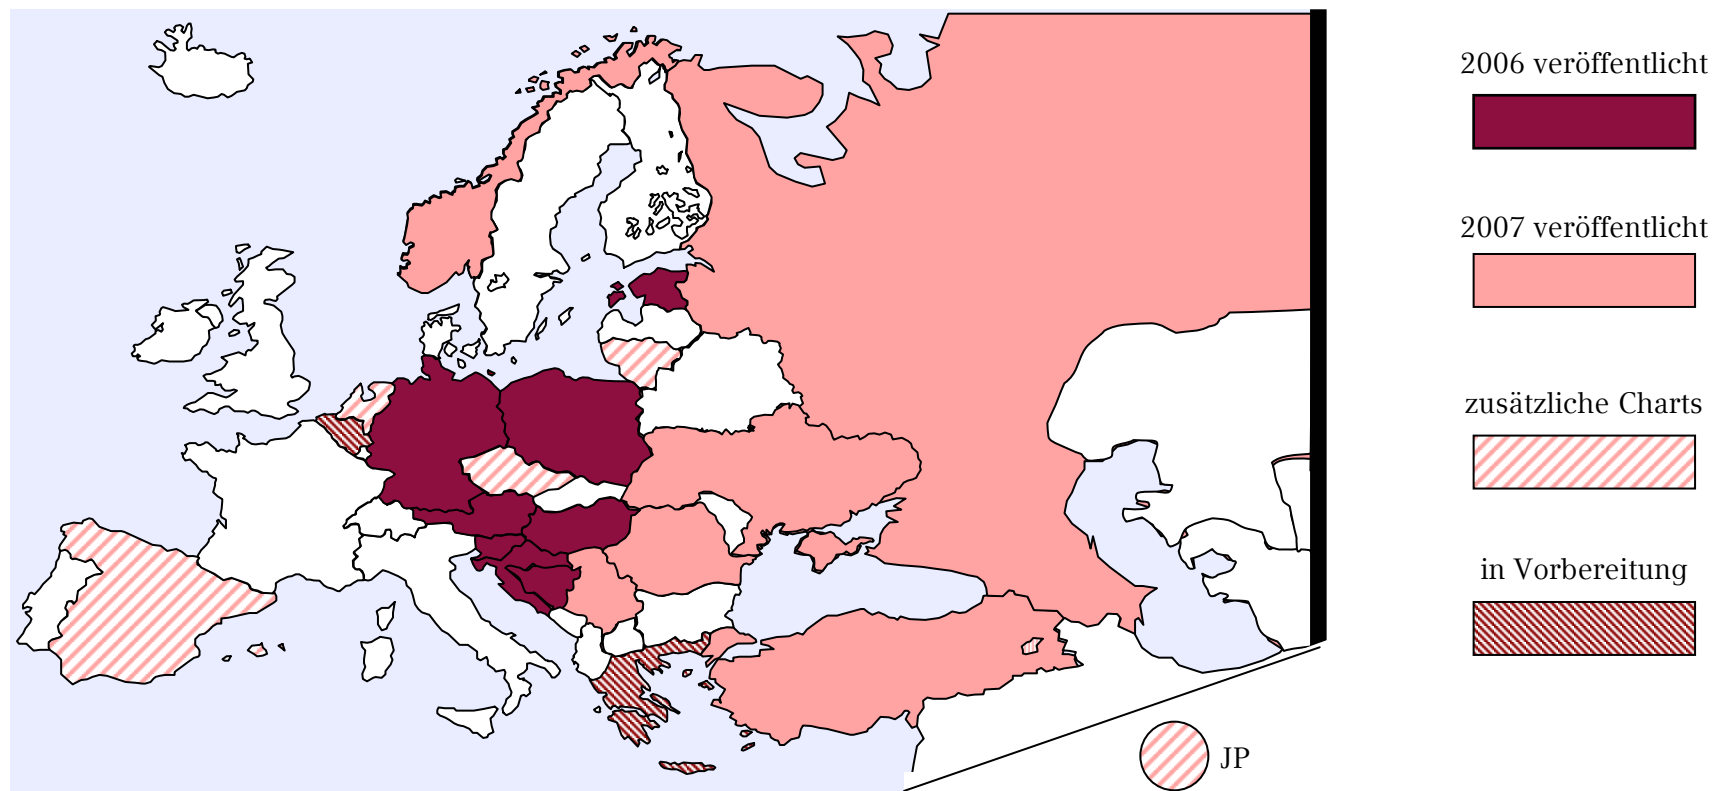 2006 veröffentlicht
2007 veröffentlicht
zusätzliche Charts
in Vorbereitung
JP